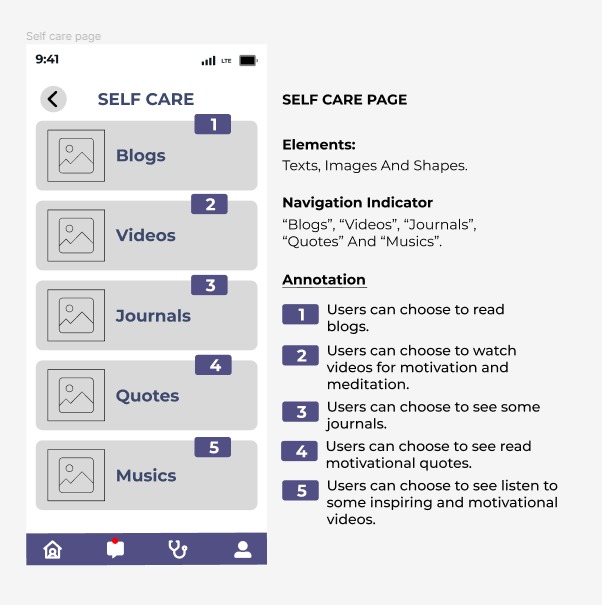 Self care page
9:41
LTE
SELF CARE
1
Blogs
2
Videos
3
Journals
4
Quotes
5
Musics
SELF CARE PAGE
Elements:
Texts, Images And Shapes.
Navigation Indicator
“Blogs”, “Videos”, “Journals”,
“Quotes” And “Musics”.
Annotation
1 Users can choose to read
blogs.
2 Users can choose to watch
videos for motivation and
meditation.
3 Users can choose to see some
journals.
4 Users can choose to see read
motivational quotes.
5 Users can choose to see listen to
some inspiring and motivational
videos.